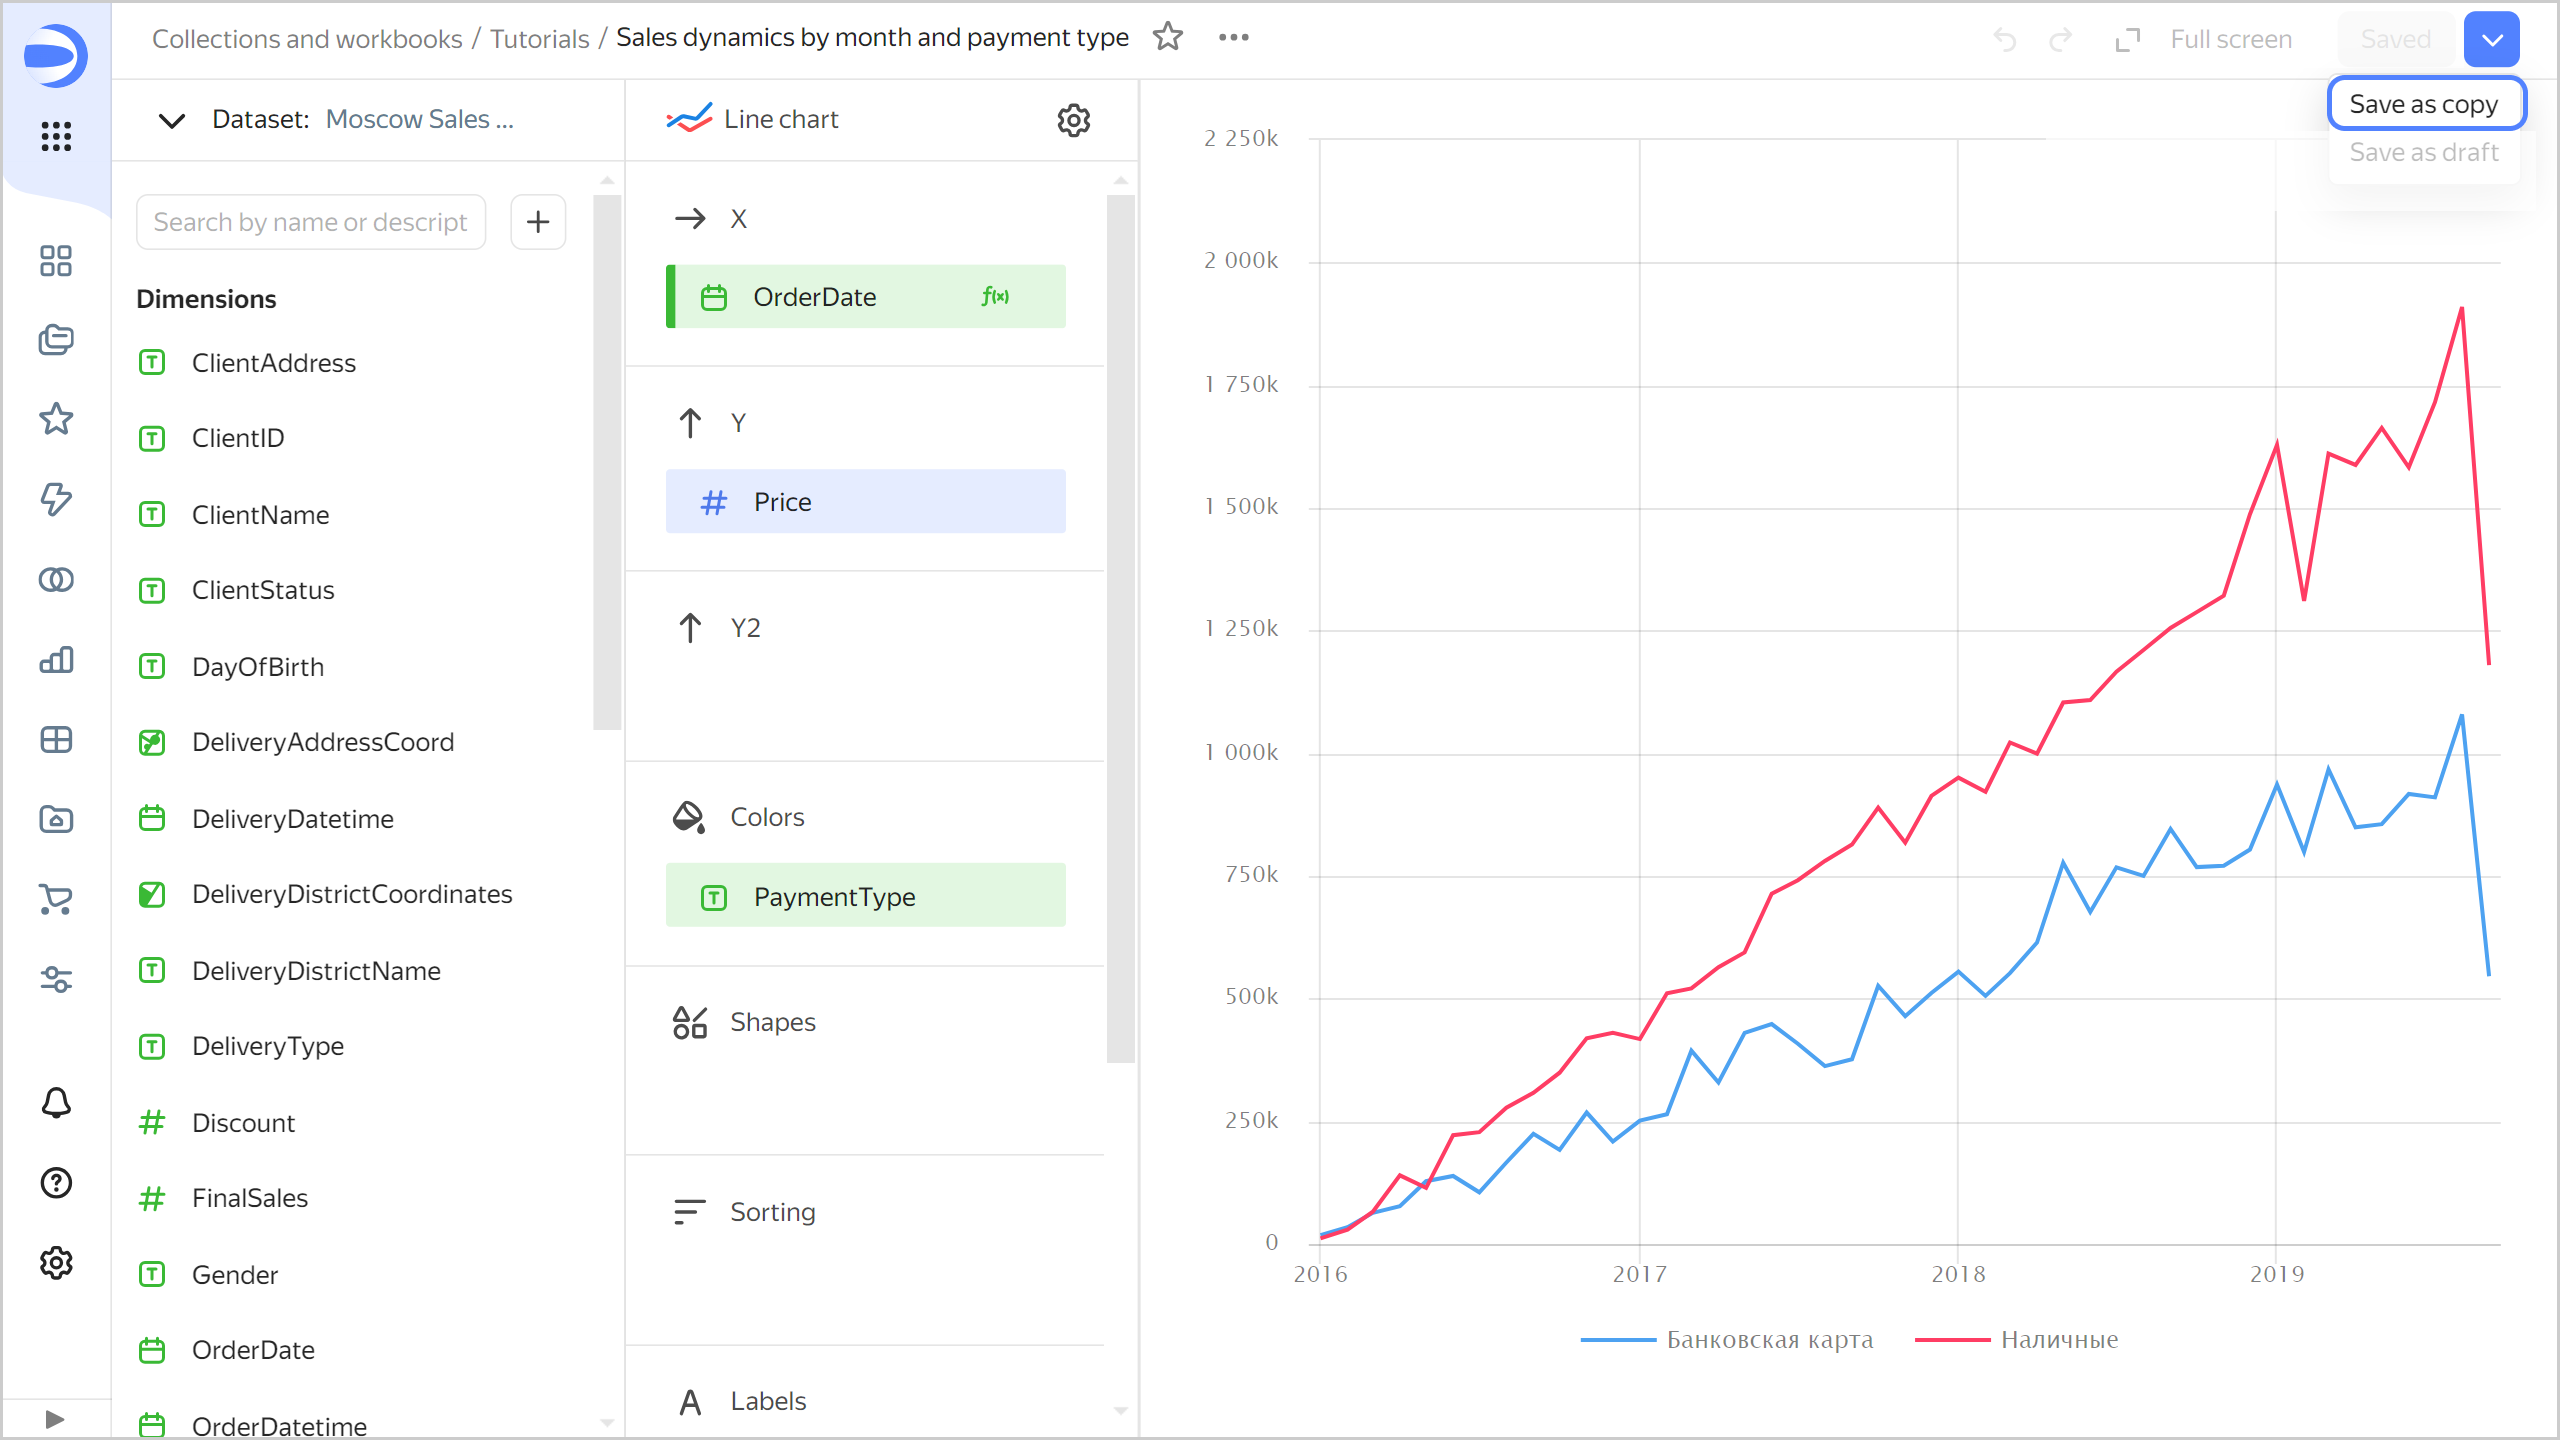 Collections and workbooks / Tutorials / Sales dynamics by month and payment type
Full screen
Saved
Save as copy
Save as draft
Dataset: Moscow Sales ...
Search by name or descript
Dimensions
ClientAddress
ClientID
ClientName
ClientStatus
DayOfBirth
DeliveryAddressCoord
DeliveryDatetime
DeliveryDistrictCoordinates
DeliveryDistrictName
DeliveryType
Discount
FinalSales
Gender
OrderDate
OrderDatetime
Line chart
X
OrderDate
f(x)
Y
Price
Y2
Colors
PaymentType
Shapes
Sorting
Labels
2 250k
2 000k
1 750k
1 500k
1 250k
1 000k
750k
500k
250k
0
2016 2017 2018 2019
Банковская карта Наличные